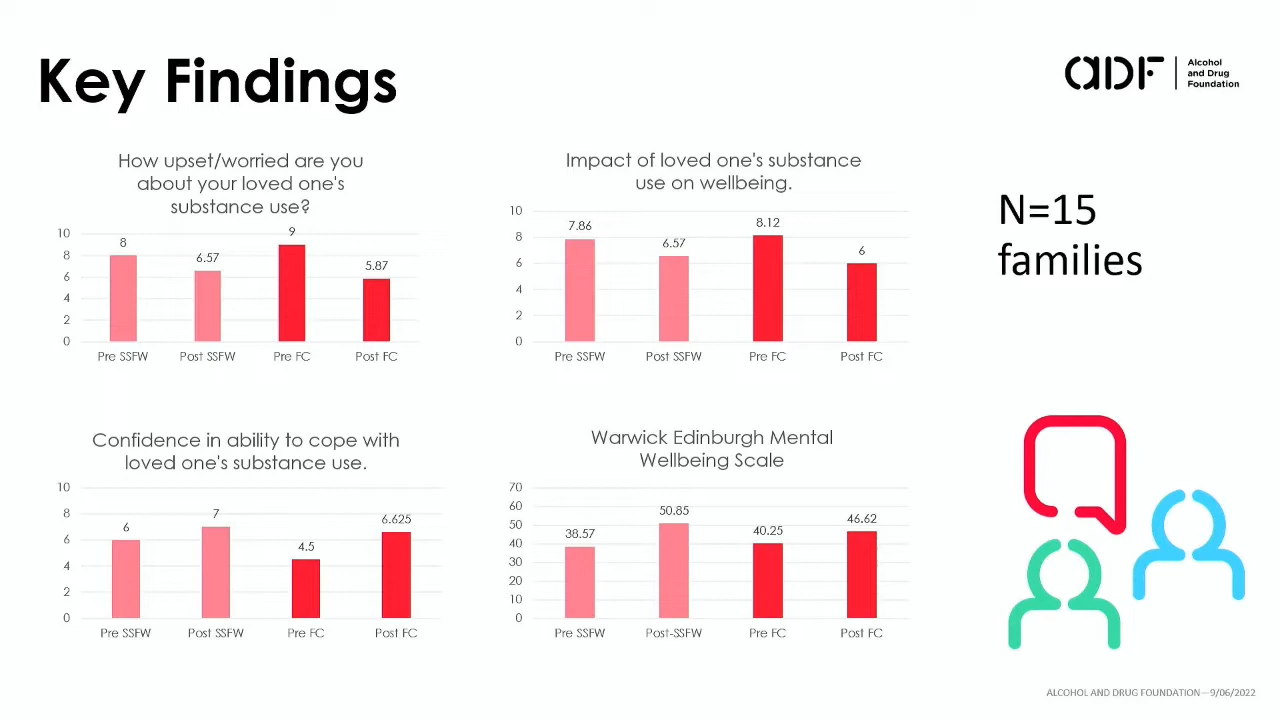 Key Findings
aDF
Alcohol
and Drug
Foundation
How upset/worried are you
about your loved one's
substance use?
10
8
6
4
2
0
8
6.57
9
5.87
Pre SSFW
Post SSFW
Pre FC
Post FC
Impact of loved one's substance
use on wellbeing.
10
8
6
4
2
0
7.86
6.57
8.12
6
Pre SSFW
Post SSFW
Pre FC
Post FC
N=15
families
Confidence in ability to cope with
loved one's substance use.
10
8
6
4
2
0
6
7
4.5
6.625
Pre SSFW
Post SSFW
Pre FC
Post FC
Warwick Edinburgh Mental
Wellbeing Scale
70
60
50
40
30
20
10
0
38.57
50.85
40.25
46.62
Pre SSFW
Post-SSFW
Pre FC
Post FC
ALCOHOL AND DRUG FOUNDATION—9/06/2022